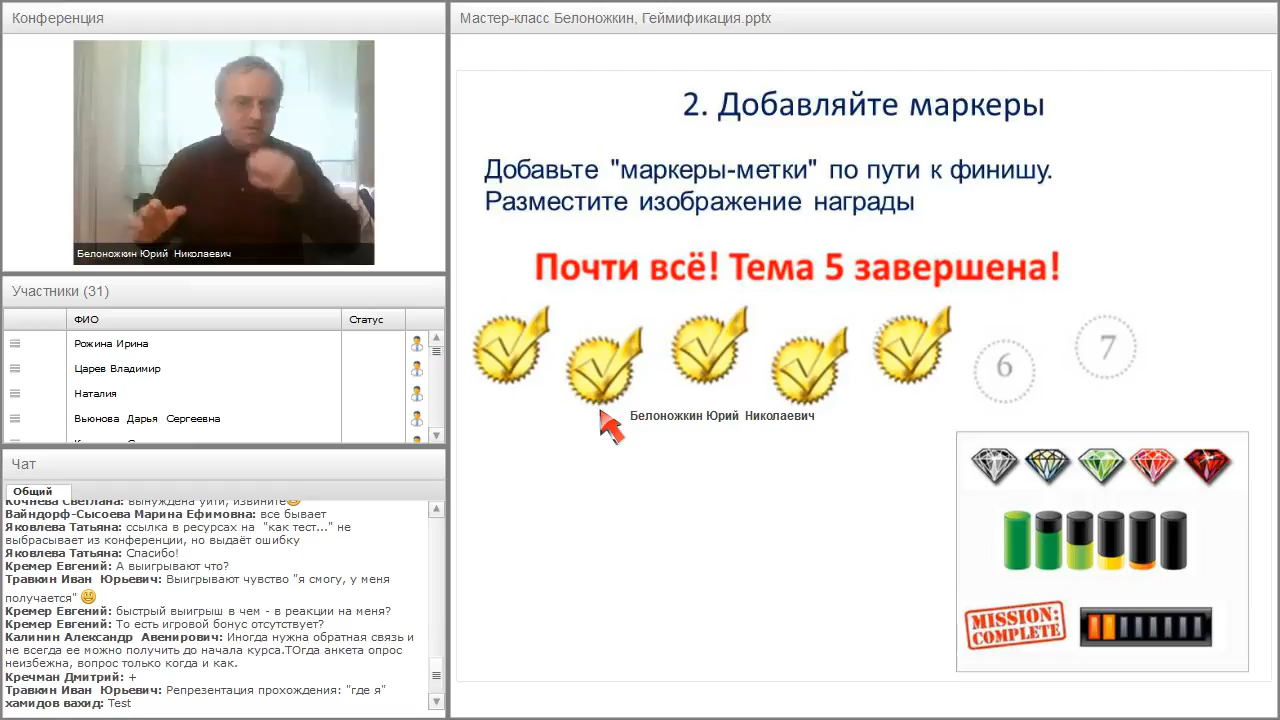 Конференция
Белоножкин Юрий Николаевич
Участники (31)
ФИО
Статус
Рожина Ирина
Царев Владимир
Наталия
Вьюнова Дарья Сергеевна
Чат
Общий
Кочнева Светлана: вынуждена уйти, извините
Вайндорф-Сысоева Марина Ефимовна: все бывает
Яковлева Татьяна: ссылка в ресурсах на "как тест..." не
выбрасывает из конференции, но выдаёт ошибку
Яковлева Татьяна: Спасибо!
Кремер Евгений: А выигрывают что?
Травкин Иван Юрьевич: Выигрывают чувство "я смогу, у меня
получается"
Кремер Евгений: быстрый выигрыш в чем - в реакции на меня?
Кремер Евгений: То есть игровой бонус отсутствует?
Калинин Александр Авенирович: Иногда нужна обратная связь и
не всегда ее можно получить до начала курса.ТОгда анкета опрос
неизбежна, вопрос только когда и как.
Кречман Дмитрий: +
Травкин Иван Юрьевич: Репрезентация прохождения: "где я"
хамидов вахид: Test
Мастер-класс Белоножкин, Геймификация.pptx
2. Добавляйте маркеры
Добавьте "маркеры-метки" по пути к финишу.
Разместите изображение награды
Почти всё! Тема 5 завершена!
6
7
Белоножкин Юрий Николаевич
MISSION:
COMPLETE